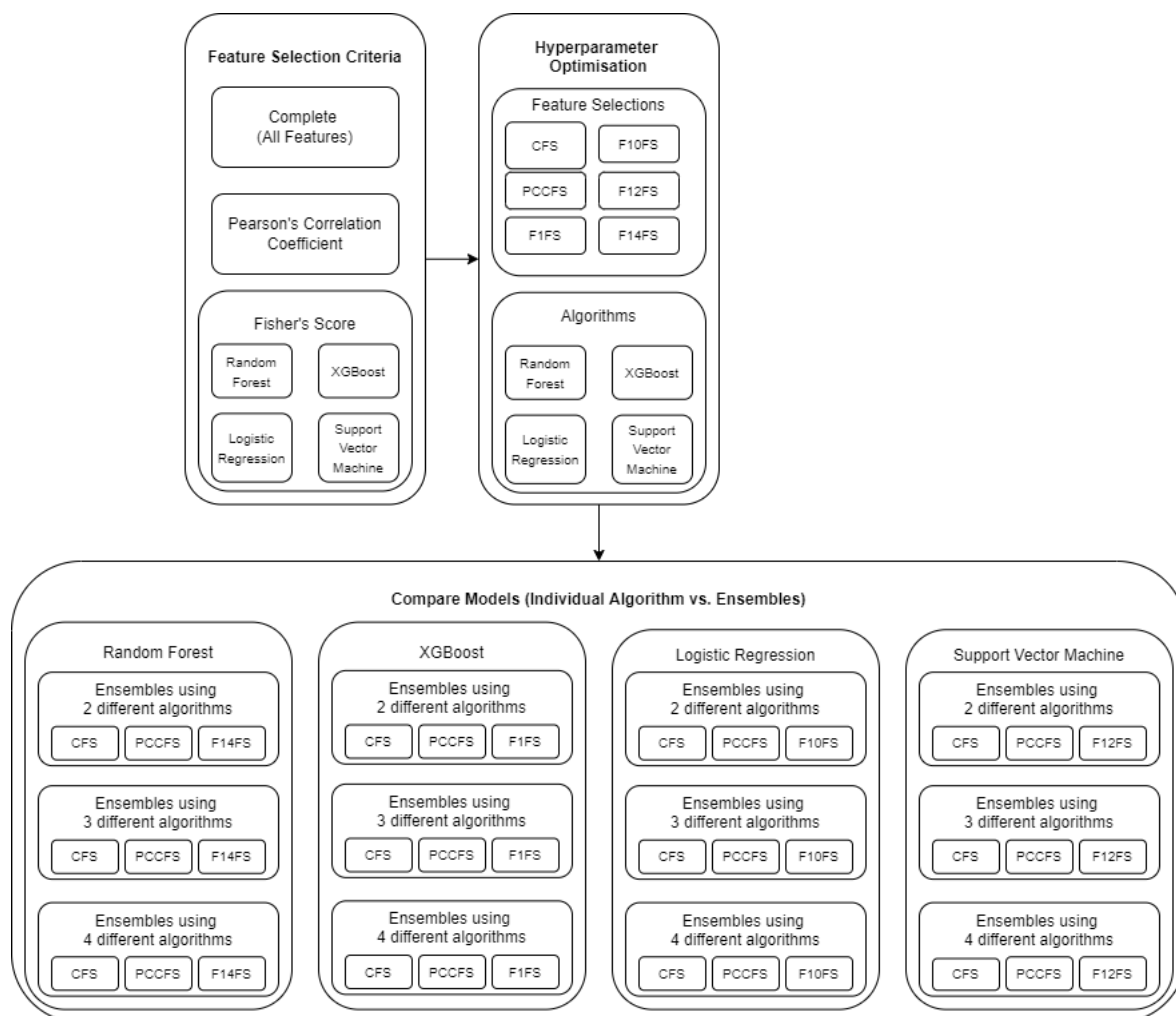 Feature Selection Criteria
Complete
(All Features)
Pearson's Correlation
Coefficient
Fisher's Score
Random
Forest
XGBoost
Logistic
Regression
Support
Vector
Machine
Hyperparameter
Optimisation
Feature Selections
CFS
F10FS
PCCFS
F12FS
F1FS
F14FS
Algorithms
Random
Forest
XGBoost
Logistic
Regression
Support
Vector
Machine
Compare Models (Individual Algorithm vs. Ensembles)
Random Forest
Ensembles using
2 different algorithms
CFS
PCCFS
F14FS
Ensembles using
3 different algorithms
CFS
PCCFS
F14FS
Ensembles using
4 different algorithms
CFS
PCCFS
F14FS
XGBoost
Ensembles using
2 different algorithms
CFS
PCCFS
F1FS
Ensembles using
3 different algorithms
CFS
PCCFS
F1FS
Ensembles using
4 different algorithms
CFS
PCCFS
F1FS
Logistic Regression
Ensembles using
2 different algorithms
CFS
PCCFS
F10FS
Ensembles using
3 different algorithms
CFS
PCCFS
F10FS
Ensembles using
4 different algorithms
CFS
PCCFS
F10FS
Support Vector Machine
Ensembles using
2 different algorithms
CFS
PCCFS
F12FS
Ensembles using
3 different algorithms
CFS
PCCFS
F12FS
Ensembles using
4 different algorithms
CFS
PCCFS
F12FS